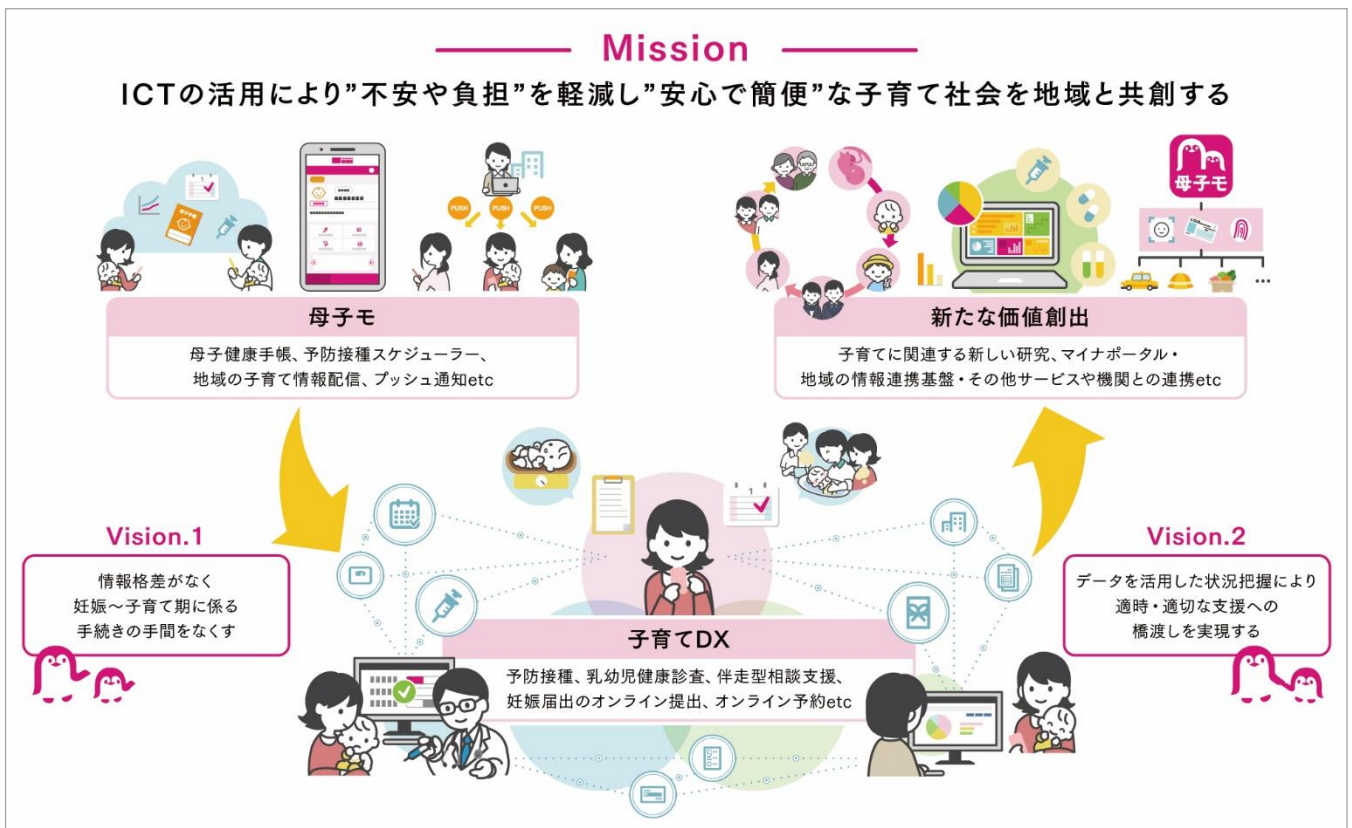 Mission
ICTの活用により”不安や負担”を軽減し”安心で簡便”な子育て社会を地域と共創する
PUSH
PUSH
PUSH
母子モ
母子モ
母子健康手帳、予防接種スケジューラー、
地域の子育て情報配信、プッシュ通知etc
新たな価値創出
子育てに関連する新しい研究、マイナポータル・
地域の情報連携基盤・その他サービスや機関との連携etc
Vision.1
情報格差がなく
妊娠～子育て期に係る
手続きの手間をなくす
Vision.2
データを活用した状況把握により
適時・適切な支援への
橋渡しを実現する
1
子育てDX
予防接種、乳幼児健康診査、伴走型相談支援、
妊娠届出のオンライン提出、オンライン予約etc